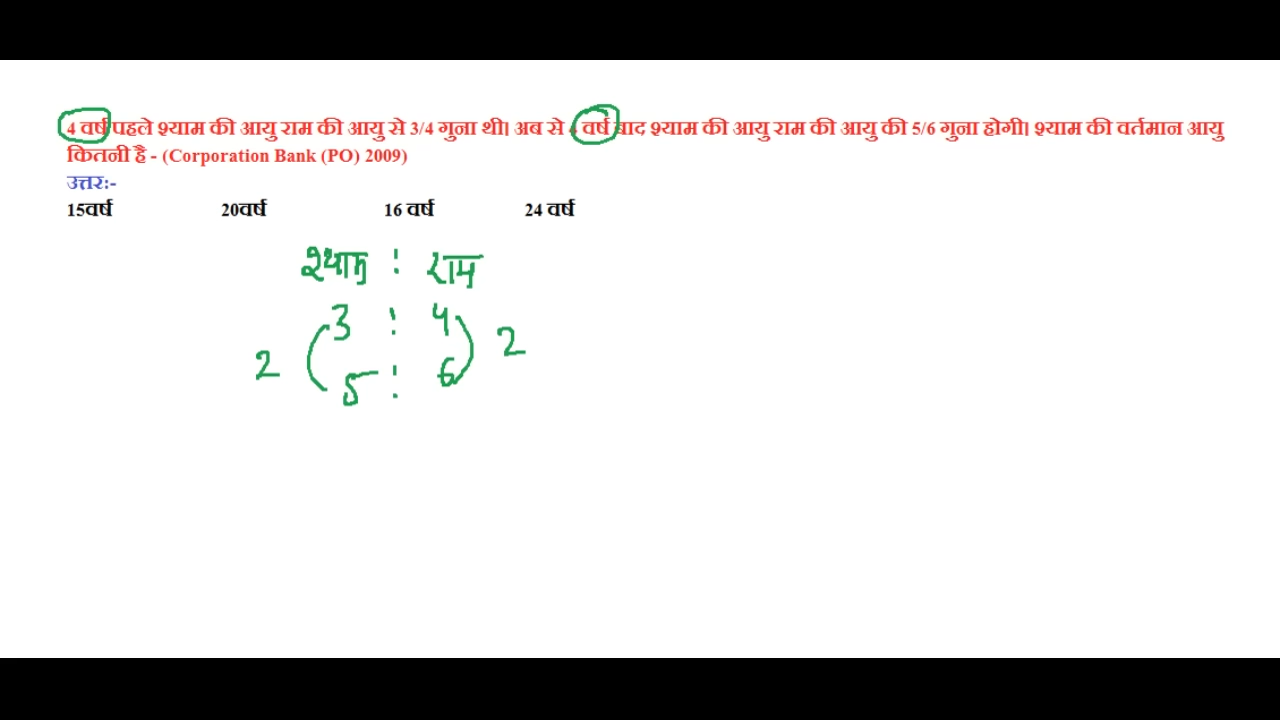 4 वर्ष पहले श्याम की आयु राम की आयु से 3/4 गुना थी। अब से 4 वर्ष बाद श्याम की आयु राम की आयु की 5/6 गुना होगी। श्याम की वर्तमान आयु
कितनी है - (Corporation Bank (PO) 2009)
उत्तर:-
15वर्ष 20वर्ष 16 वर्ष 24 वर्ष
श्याम : राम
3 : 4
2 2
5 : 6